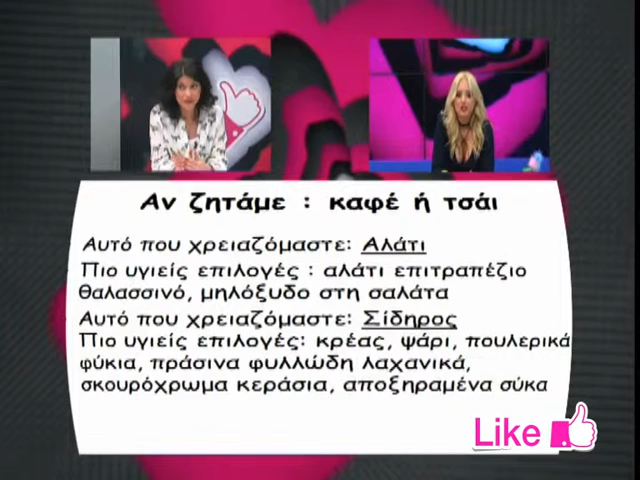 Αν ζητάμε : καφέ ή τσάι
Αυτό που χρειαζόμαστε: Αλάτι
Πιο υγιείς επιλογές : αλάτι επιτραπέζιο
θαλασσινό, μηλόξυδο στη σαλάτα
Αυτό που χρειαζόμαστε: Σίδηρος
Πιο υγιείς επιλογές: κρέας, ψάρι, πουλερικά
φύκια, πράσινα φυλλώδη λαχανικά,
σκουρόχρωμα κεράσια, αποξηραμένα σύκα
Like